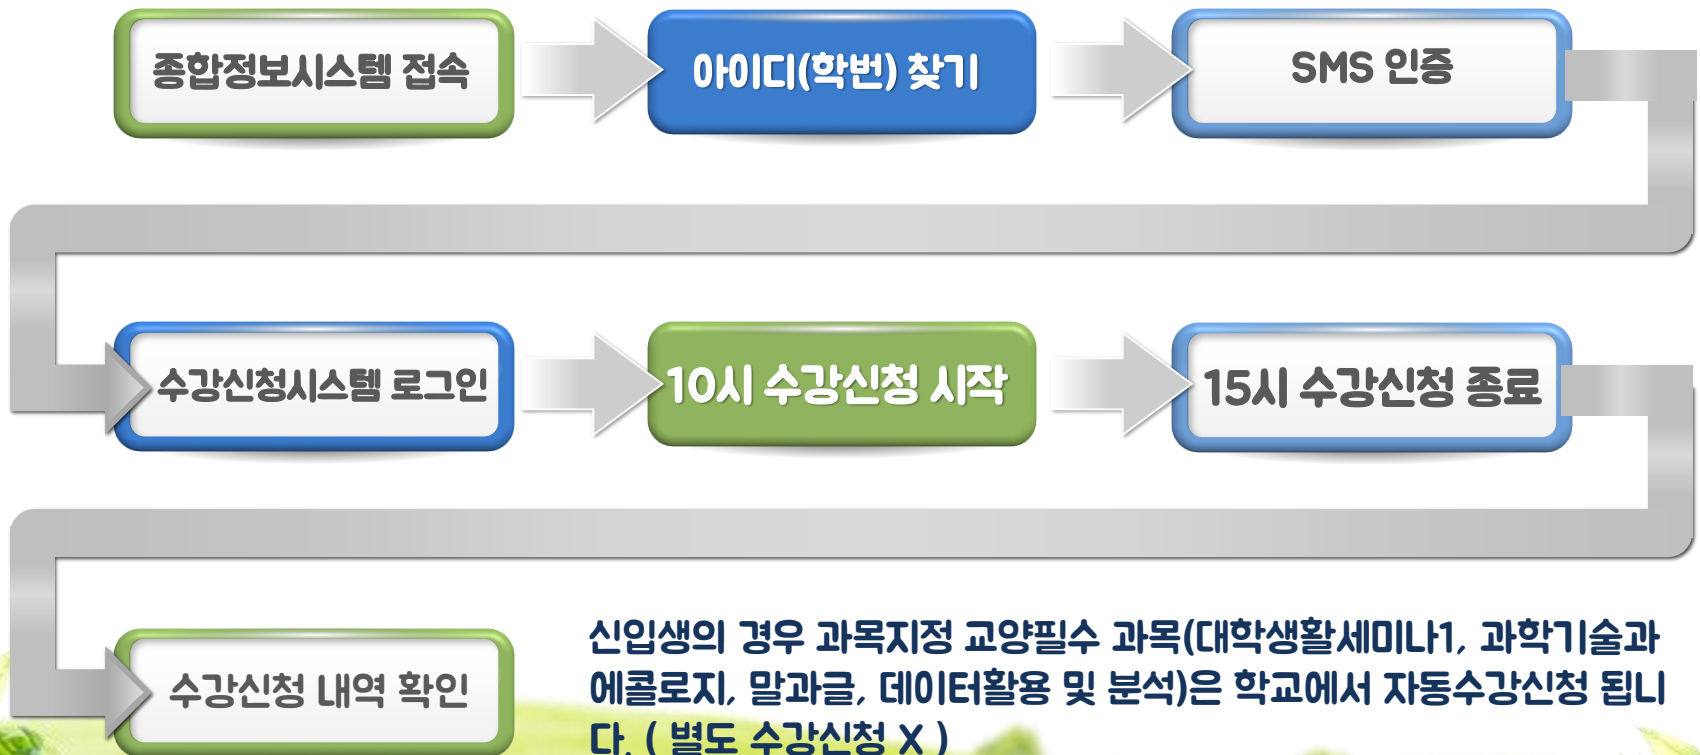 종합정보시스템 접속
아이디(학번) 찾기
SMS 인증
수강신청시스템 로그인
10시 수강신청 시작
15시 수강신청 종료
수강신청 내역 확인
신입생의 경우 과목지정 교양필수 과목(대학생활세미나1, 과학기술과
에콜로지, 말과글, 데이터활용 및 분석)은 학교에서 자동수강신청 됩니
다. ( 별도 수강신청 X )